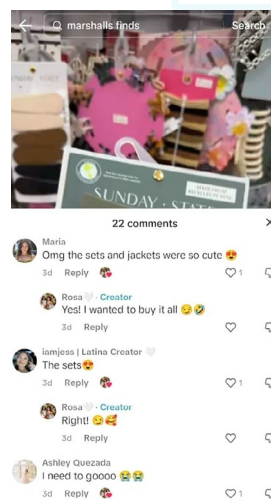 marshalls finds
Search
SUNDAY · STAT
22 comments
Maria
Omg the sets and jackets were so cute 😍
3d Reply
1
Rosa🤍 · Creator
Yes! I wanted to buy it all 😏🤣
3d Reply
iamjess | Latina Creator 🤍
The sets😍
3d Reply
1
Rosa🤍 · Creator
Right! 😏🥰
3d Reply
Ashley Quezada
I need to goooo 😭😭
3d Reply
1